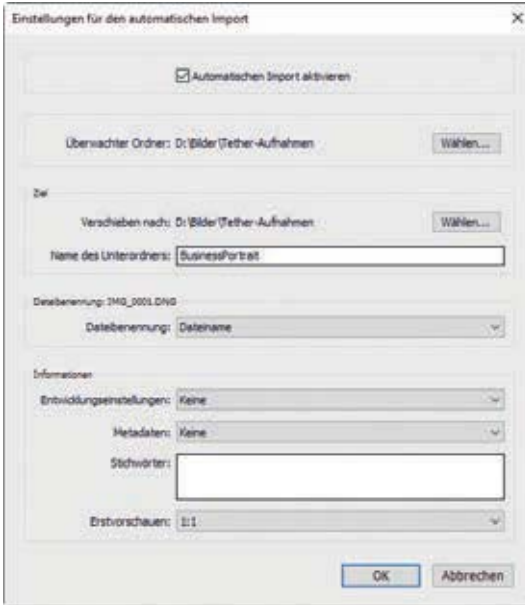 Einstellungen für den automatischen Import
Automatischen Import aktivieren
Überwachter Ordner: D:\Bilder\Tether-Aufnahmen Wählen...
Ziel
Verschieben nach: D:\Bilder\Tether-Aufnahmen Wählen...
Name des Unterordners: BusinessPortrait
Dateibenennung: IMG_0001.DNG
Dateibenennung: Dateiname
Informationen
Entwicklungseinstellungen: Keine
Metadaten: Keine
Stichwörter:
Erstvorschauen: 1:1
OK Abbrechen